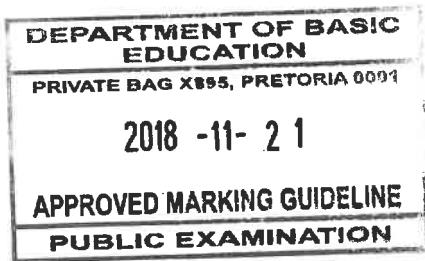 DEPARTMENT OF BASIC
EDUCATION
PRIVATE BAG X895, PRETORIA 0001
2018 -11- 21
APPROVED MARKING GUIDELINE
PUBLIC EXAMINATION